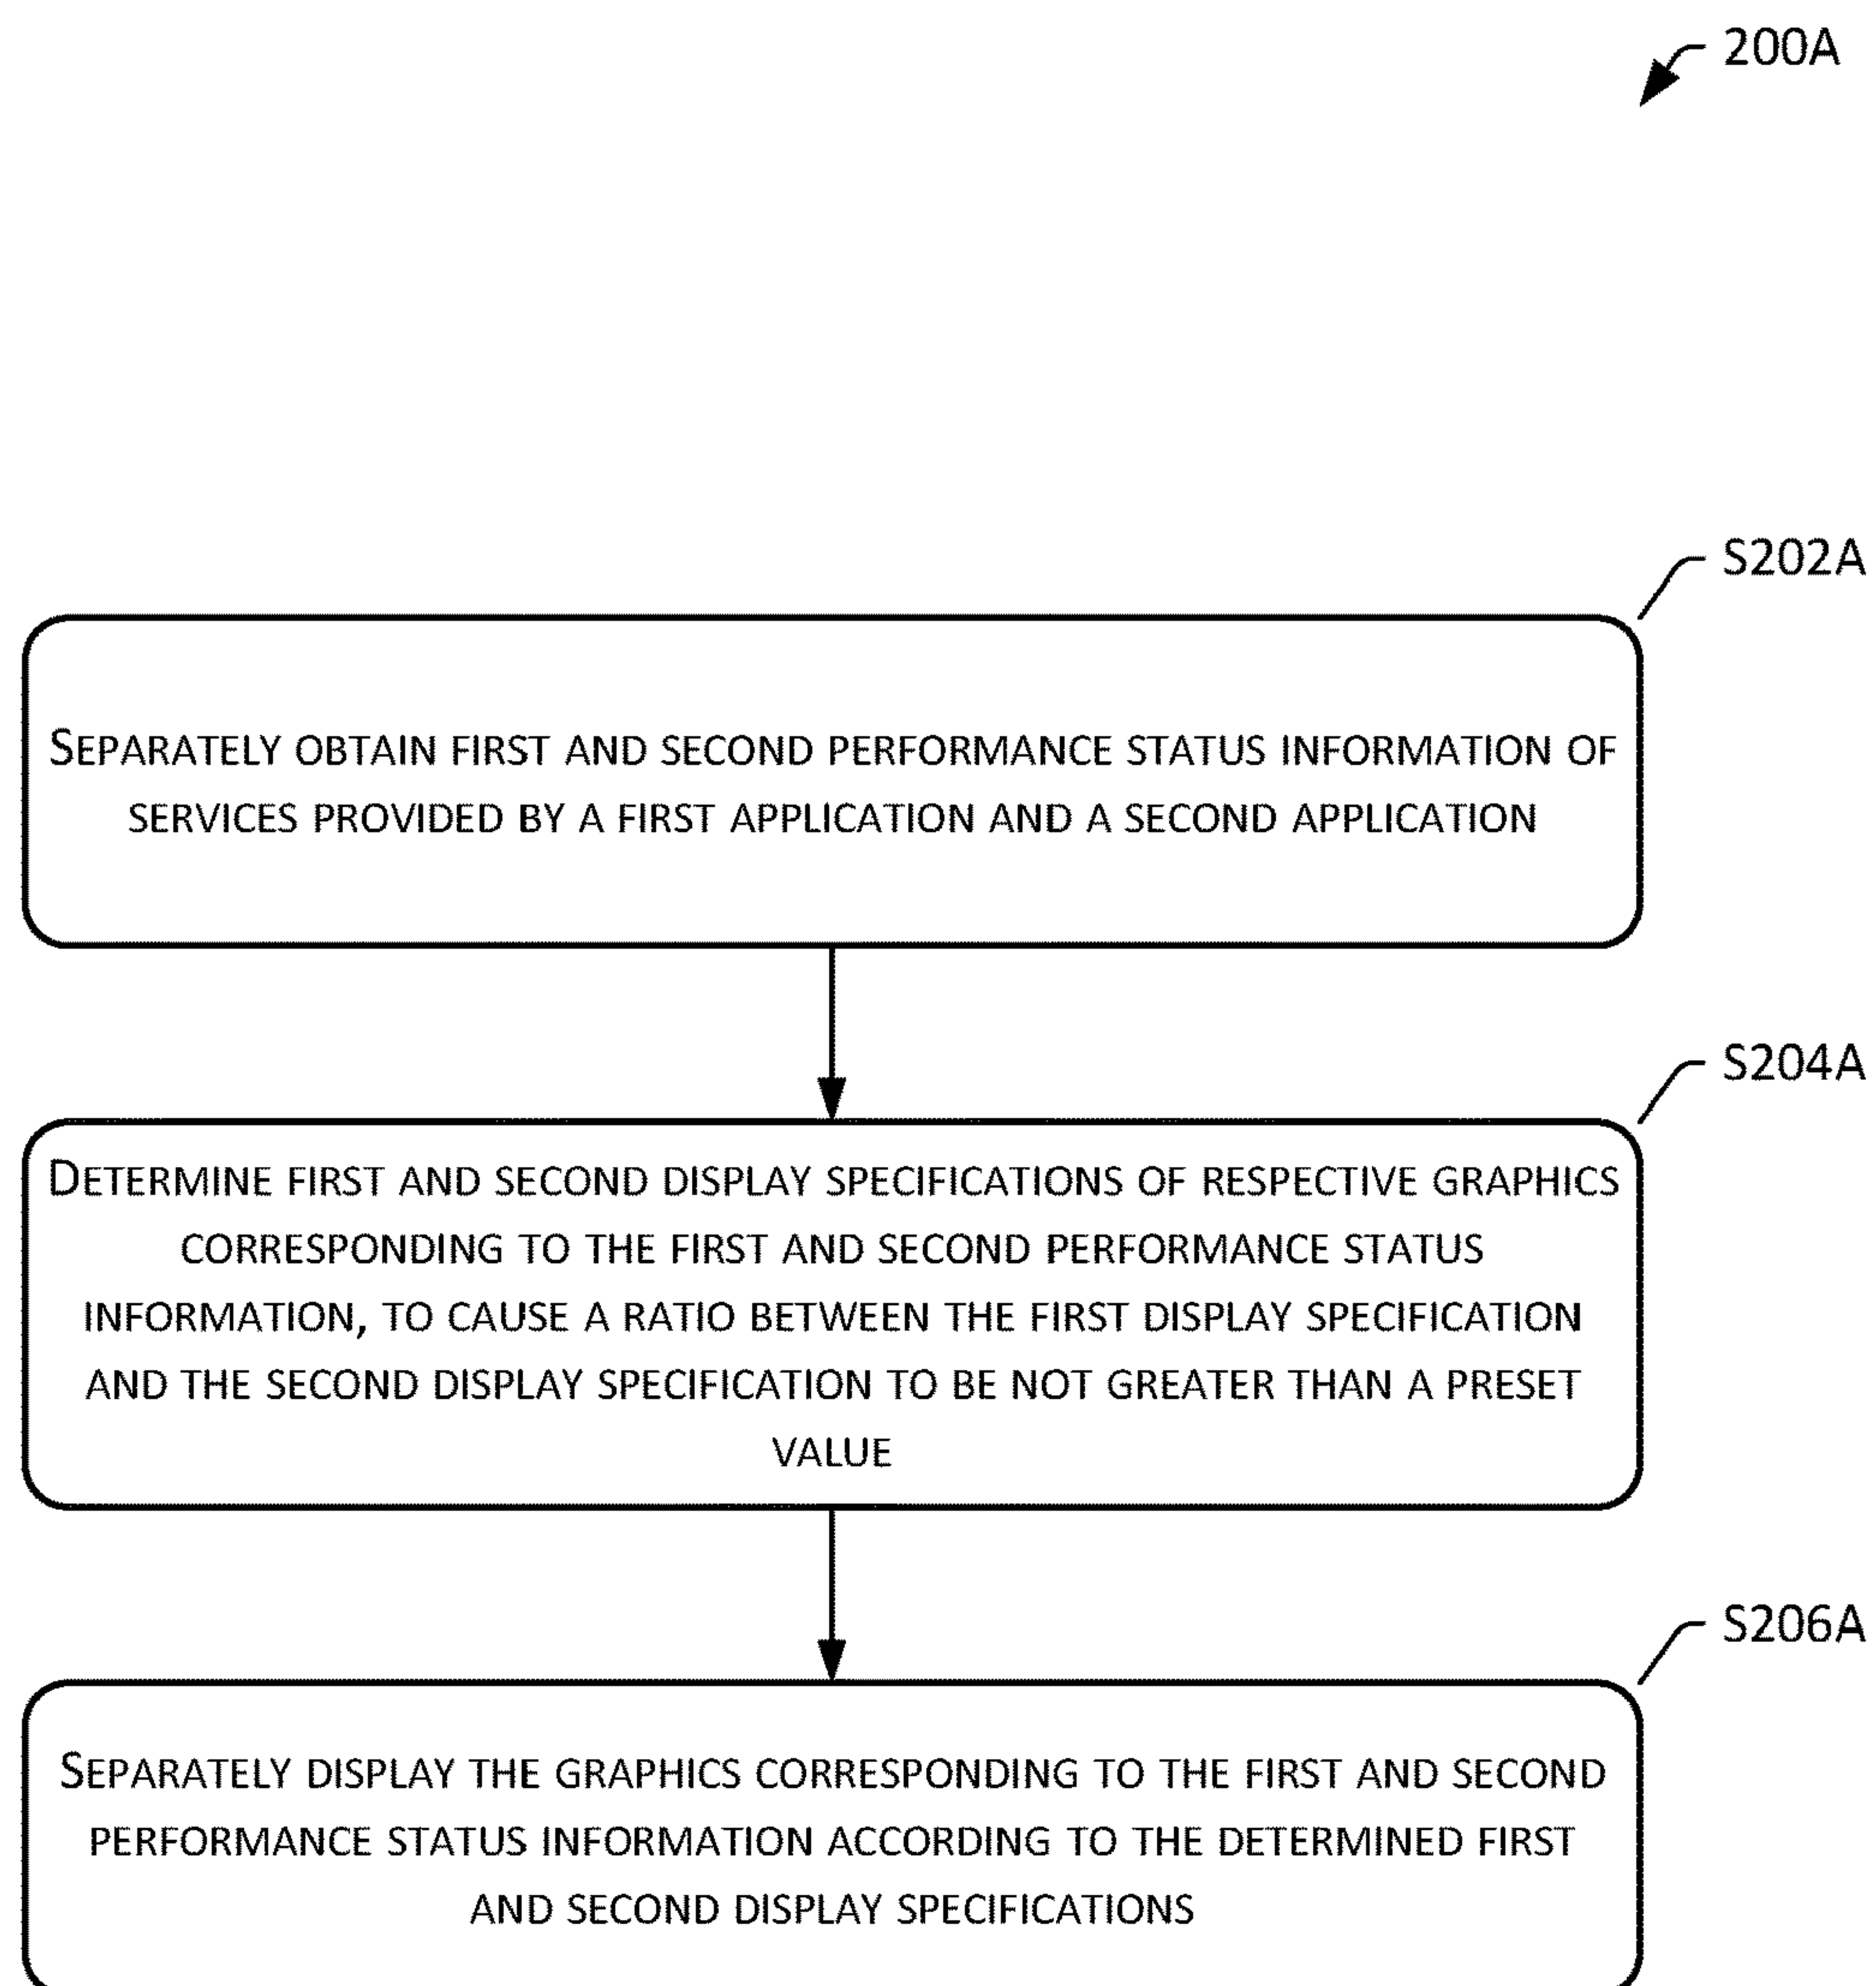 200A
S202A
SEPARATELY OBTAIN FIRST AND SECOND PERFORMANCE STATUS INFORMATION OF
SERVICES PROVIDED BY A FIRST APPLICATION AND A SECOND APPLICATION
S204A
DETERMINE FIRST AND SECOND DISPLAY SPECIFICATIONS OF RESPECTIVE GRAPHICS
CORRESPONDING TO THE FIRST AND SECOND PERFORMANCE STATUS
INFORMATION, TO CAUSE A RATIO BETWEEN THE FIRST DISPLAY SPECIFICATION
AND THE SECOND DISPLAY SPECIFICATION TO BE NOT GREATER THAN A PRESET
VALUE
S206A
SEPARATELY DISPLAY THE GRAPHICS CORRESPONDING TO THE FIRST AND SECOND
PERFORMANCE STATUS INFORMATION ACCORDING TO THE DETERMINED FIRST
AND SECOND DISPLAY SPECIFICATIONS